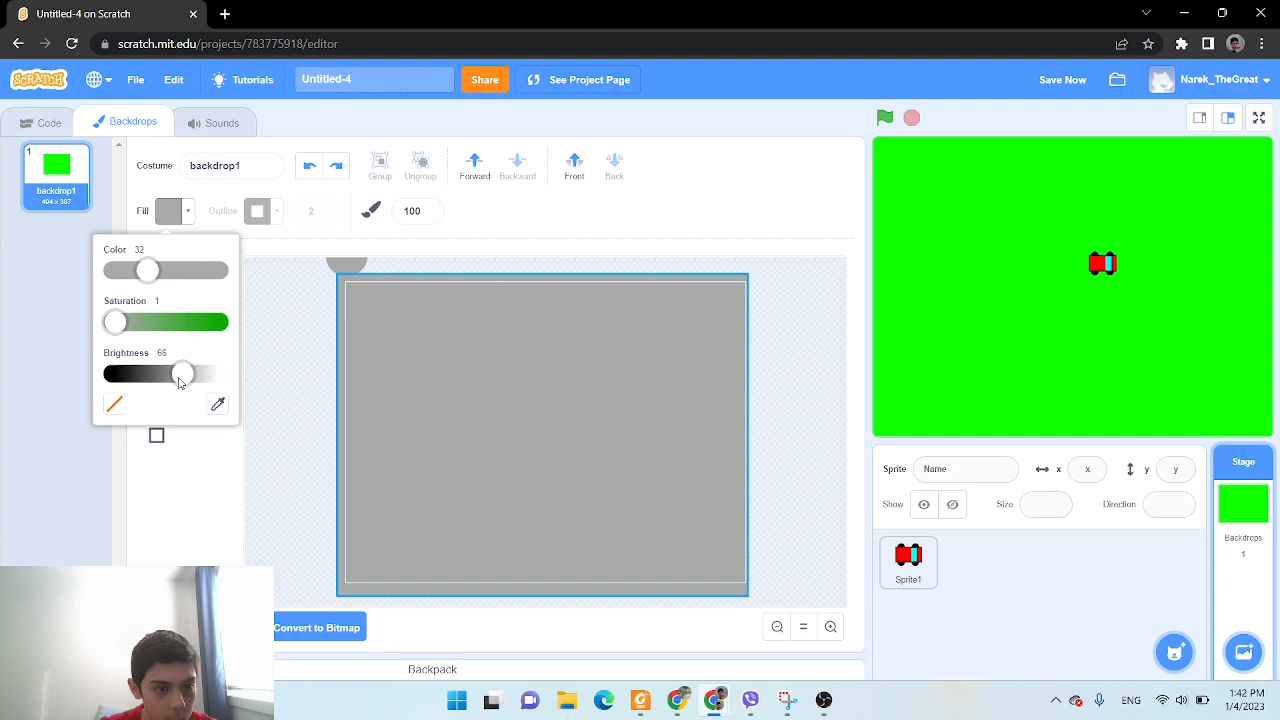 Untitled-4 on Scratch
scratch.mit.edu/projects/783775918/editor
SCRATCH
File
Edit
Tutorials
Untitled-4
Share
See Project Page
Save Now
Narek_TheGreat
Code
Backdrops
Sounds
1
backdrop1
494 x 387
Costume
backdrop1
Group
Ungroup
Forward
Backward
Front
Back
Fill
Outline
2
100
Color 32
Saturation 1
Brightness 66
Convert to Bitmap
Backpack
Sprite
Name
x
x
y
y
Show
Size
Direction
Sprite1
Stage
Backdrops
1
ENG
1:42 PM
1/4/2023